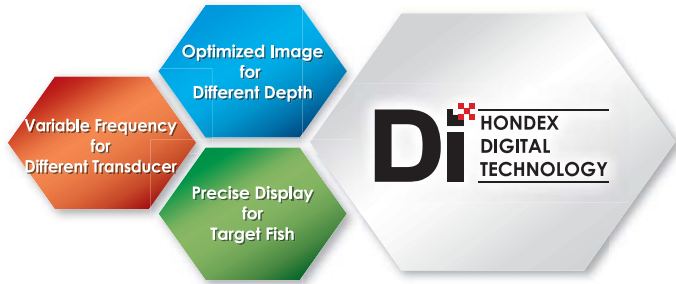 Optimized Image
for
Different Depth
Variable Frequency
for
Different Transducer
Precise Display
for
Target Fish
Di
HONDEX
DIGITAL
TECHNOLOGY